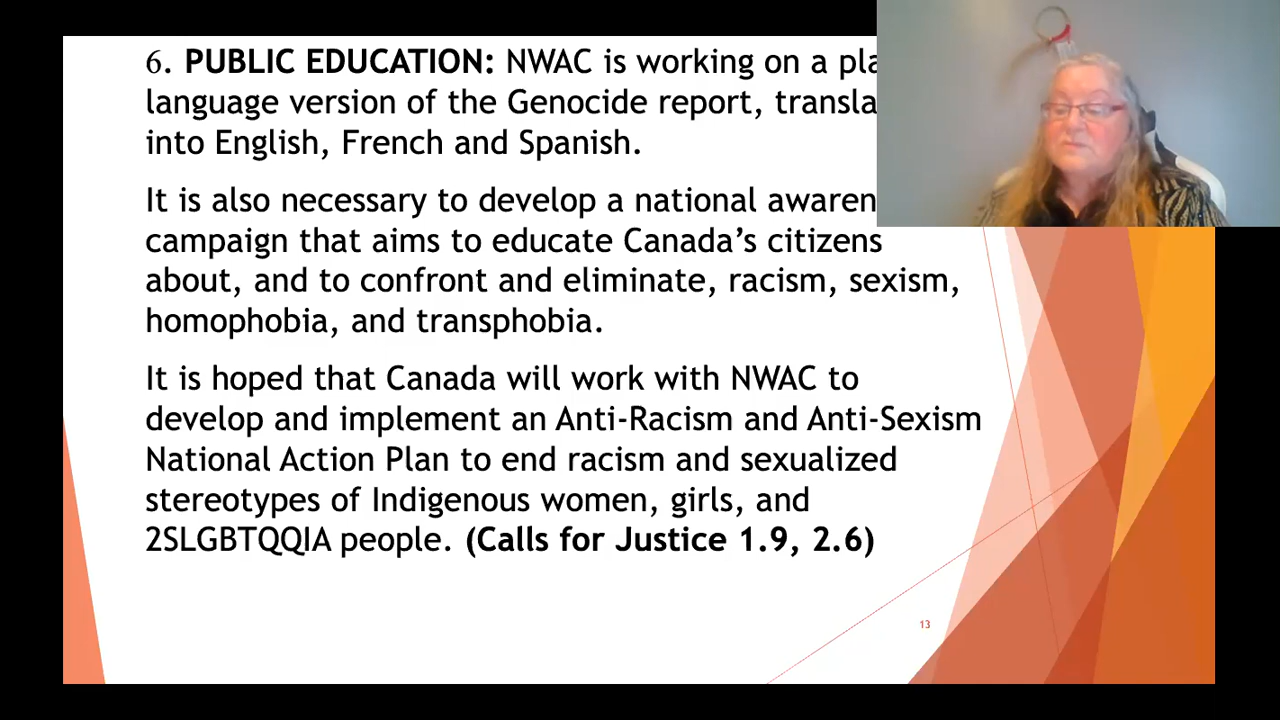 6. PUBLIC EDUCATION: NWAC is working on a
language version of the Genocide report,
into English, French and Spanish.
It is also necessary to develop a national
campaign that aims to educate Canada’s citizens
about, and to confront and eliminate, racism, sexism,
homophobia, and transphobia.
It is hoped that Canada will work with NWAC to
develop and implement an Anti-Racism and Anti-Sexism
National Action Plan to end racism and sexualized
stereotypes of Indigenous women, girls, and
2SLGBTQQIA people. (Calls for Justice 1.9, 2.6)
13